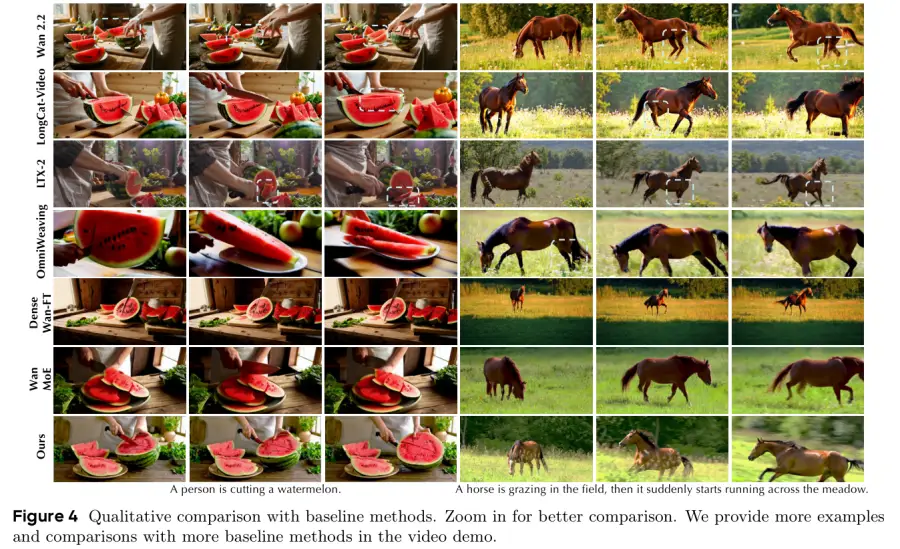 Wan 2.2
LongCat-Video
LTX-2
OmniWeaving
Dense
Wan-FT
Wan
MoE
Ours
A person is cutting a watermelon.
A horse is grazing in the field, then it suddenly starts running across the meadow.
Figure 4 Qualitative comparison with baseline methods. Zoom in for better comparison. We provide more examples
and comparisons with more baseline methods in the video demo.